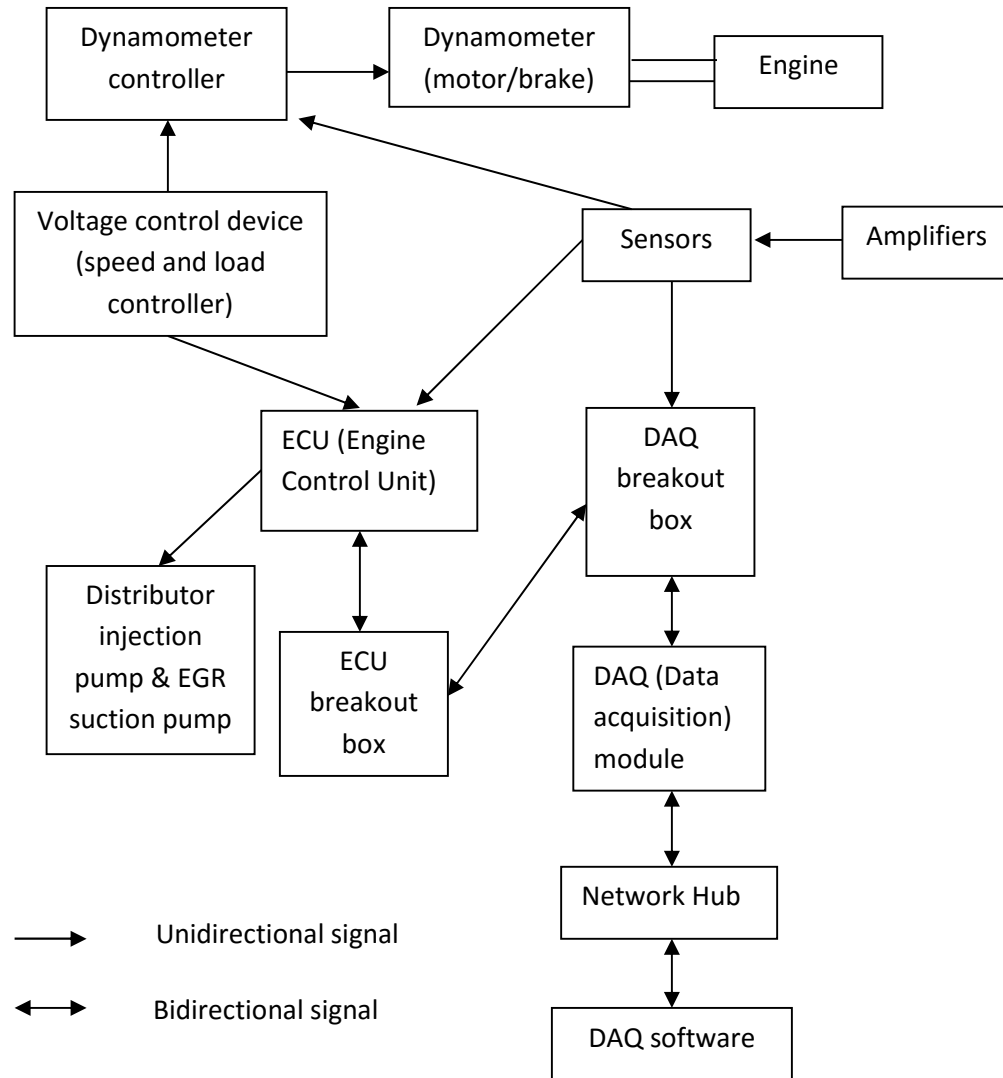 Dynamometer
controller
Dynamometer
(motor/brake)
Engine
Voltage control device
(speed and load
controller)
Sensors
Amplifiers
ECU (Engine
Control Unit)
DAQ
breakout
box
Distributor
injection
pump & EGR
suction pump
ECU
breakout
box
DAQ (Data
acquisition)
module
Network Hub
Unidirectional signal
Bidirectional signal
DAQ software